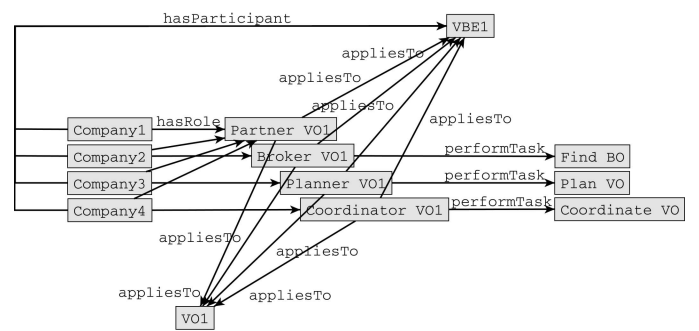 hasParticipant
VBE1
appliesTo
appliesTo
appliesTo
appliesTo
Company1
hasRole
Partner VO1
Company2
Broker VO1
performTask
Find BO
Company3
Planner VO1
performTask
Plan VO
Company4
Coordinator VO1
performTask
Coordinate VO
appliesTo
appliesTo
appliesTo
appliesTo
VO1